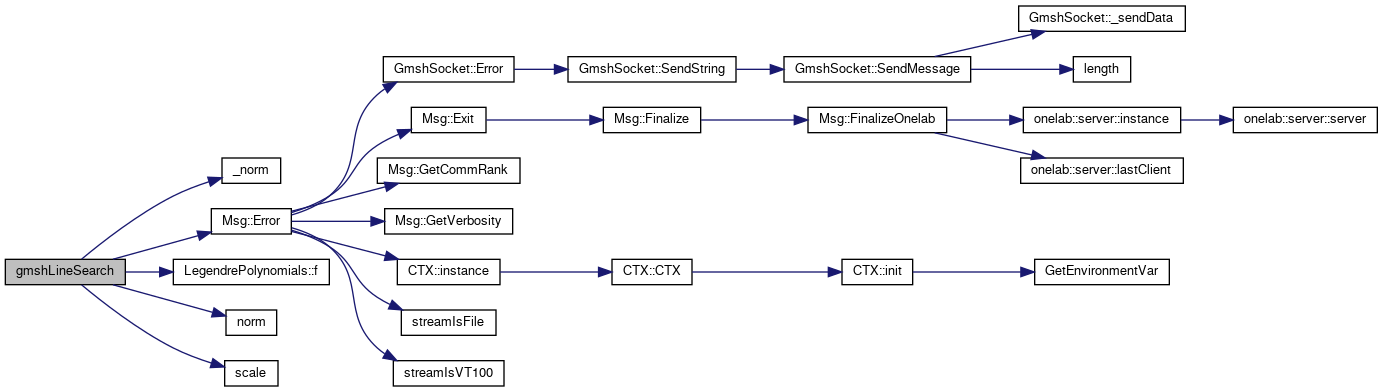 GmshSocket::_sendData
GmshSocket::Error
GmshSocket::SendString
GmshSocket::SendMessage
length
Msg::Exit
Msg::Finalize
Msg::FinalizeOnelab
onelab::server::instance
onelab::server::server
_norm
Msg::GetCommRank
onelab::server::lastClient
Msg::Error
Msg::GetVerbosity
gmshLineSearch
LegendrePolynomials::f
CTX::instance
CTX::CTX
CTX::init
GetEnvironmentVar
norm
streamIsFile
scale
streamIsVT100